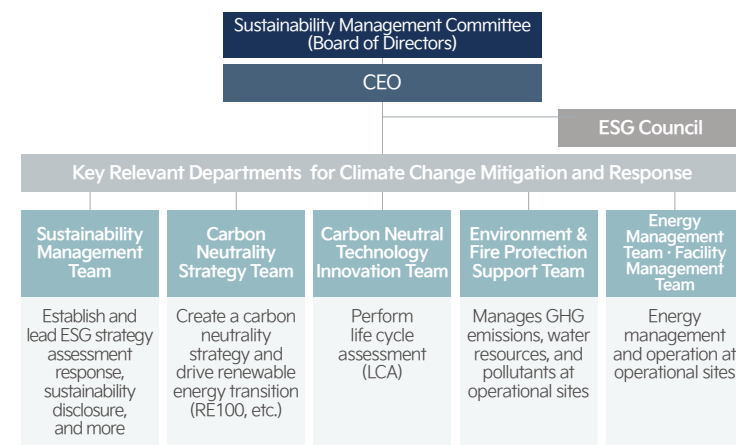 Sustainability Management Committee
(Board of Directors)
CEO
ESG Council
Key Relevant Departments for Climate Change Mitigation and Response
Sustainability
Management
Team
Carbon
Neutrality
Strategy Team
Carbon Neutral
Technology
Innovation Team
Environment &
Fire Protection
Support Team
Energy
Management
Team · Facility
Management
Team
Establish and
lead ESG strategy
assessment
response,
sustainability
disclosure,
and more
Create a carbon
neutrality
strategy and
drive renewable
energy transition
(RE100, etc.)
Perform
life cycle
assessment
(LCA)
Manages GHG
emissions, water
resources, and
pollutants at
operational sites
Energy
management
and operation at
operational sites